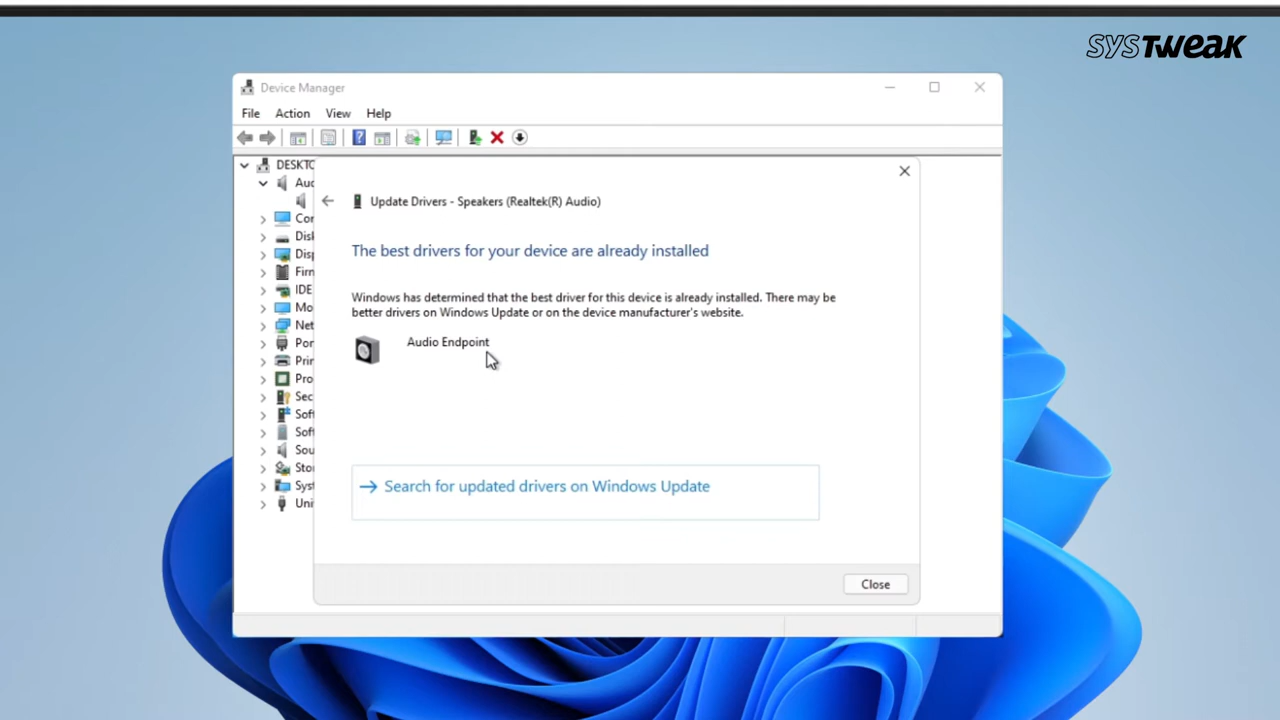 SYSTWEAK
Device Manager
File Action View Help
DESKTO
Auc
Update Drivers - Speakers (Realtek(R) Audio)
Cor
Disk
Disp
The best drivers for your device are already installed
Firn
IDE
Windows has determined that the best driver for this device is already installed. There may be
Mo
better drivers on Windows Update or on the device manufacturer's website.
Net
Por
Audio Endpoint
Prin
Pro
Sec
Soft
Soft
Sou
Sto
Syst
Search for updated drivers on Windows Update
Uni
Close